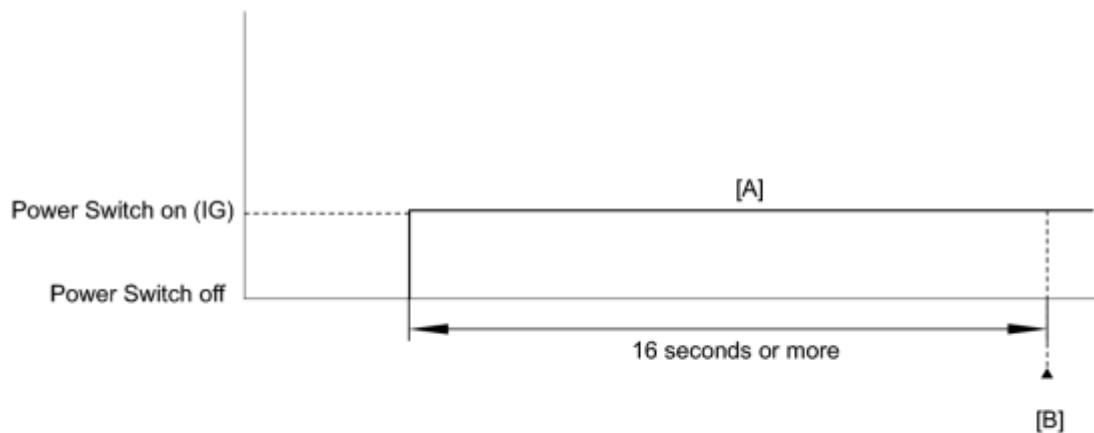 [A]
Power Switch on (IG)
Power Switch off
16 seconds or more
[B]